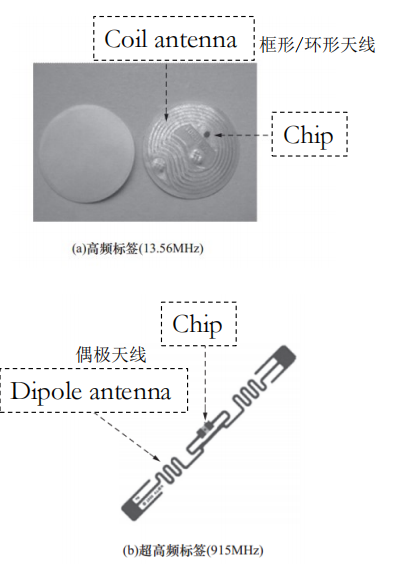 Coil antenna 框形/环形天线
Chip
(a)高频标签(13.56MHz)
Chip
偶极天线
Dipole antenna
(b)超高频标签(915MHz)